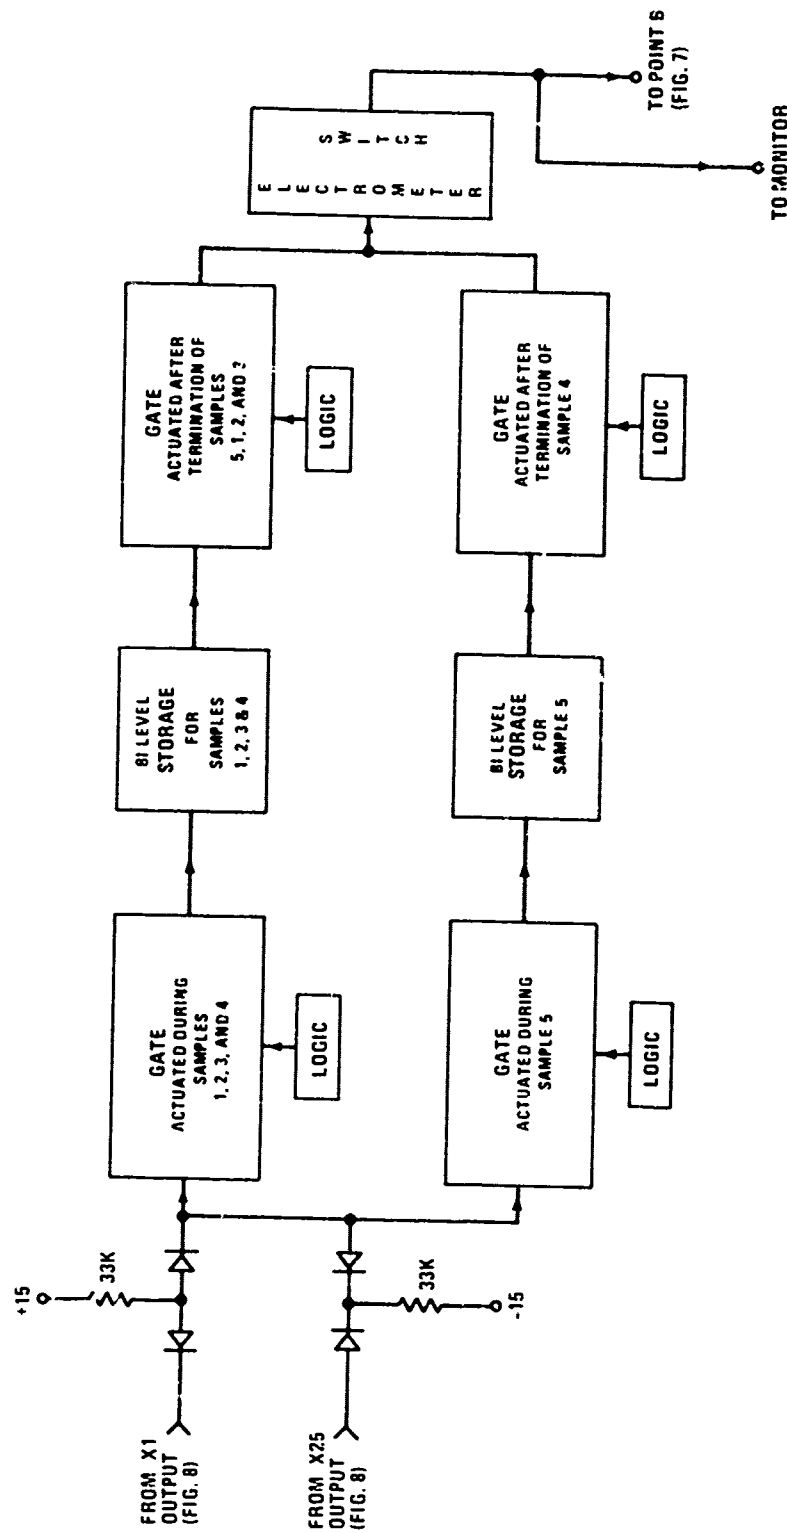 FROM X1
OUTPUT
(FIG. 8)
FROM X25
OUTPUT
(FIG. 8)
+15
33K
33K
-15
GATE
ACTUATED DURING
SAMPLES
1, 2, 3, AND 4
LOGIC
GATE
ACTUATED DURING
SAMPLE 5
LOGIC
BI LEVEL
STORAGE
FOR
SAMPLES
1, 2, 3 & 4
BI LEVEL
STORAGE
FOR
SAMPLE 5
GATE
ACTUATED AFTER
TERMINATION OF
SAMPLES
5, 1, 2, AND
LOGIC
GATE
ACTUATED AFTER
TERMINATION OF
SAMPLE 4
LOGIC
ELECTROMETER
SWITCH
TO POINT 6
(FIG. 7)
TO MONITOR